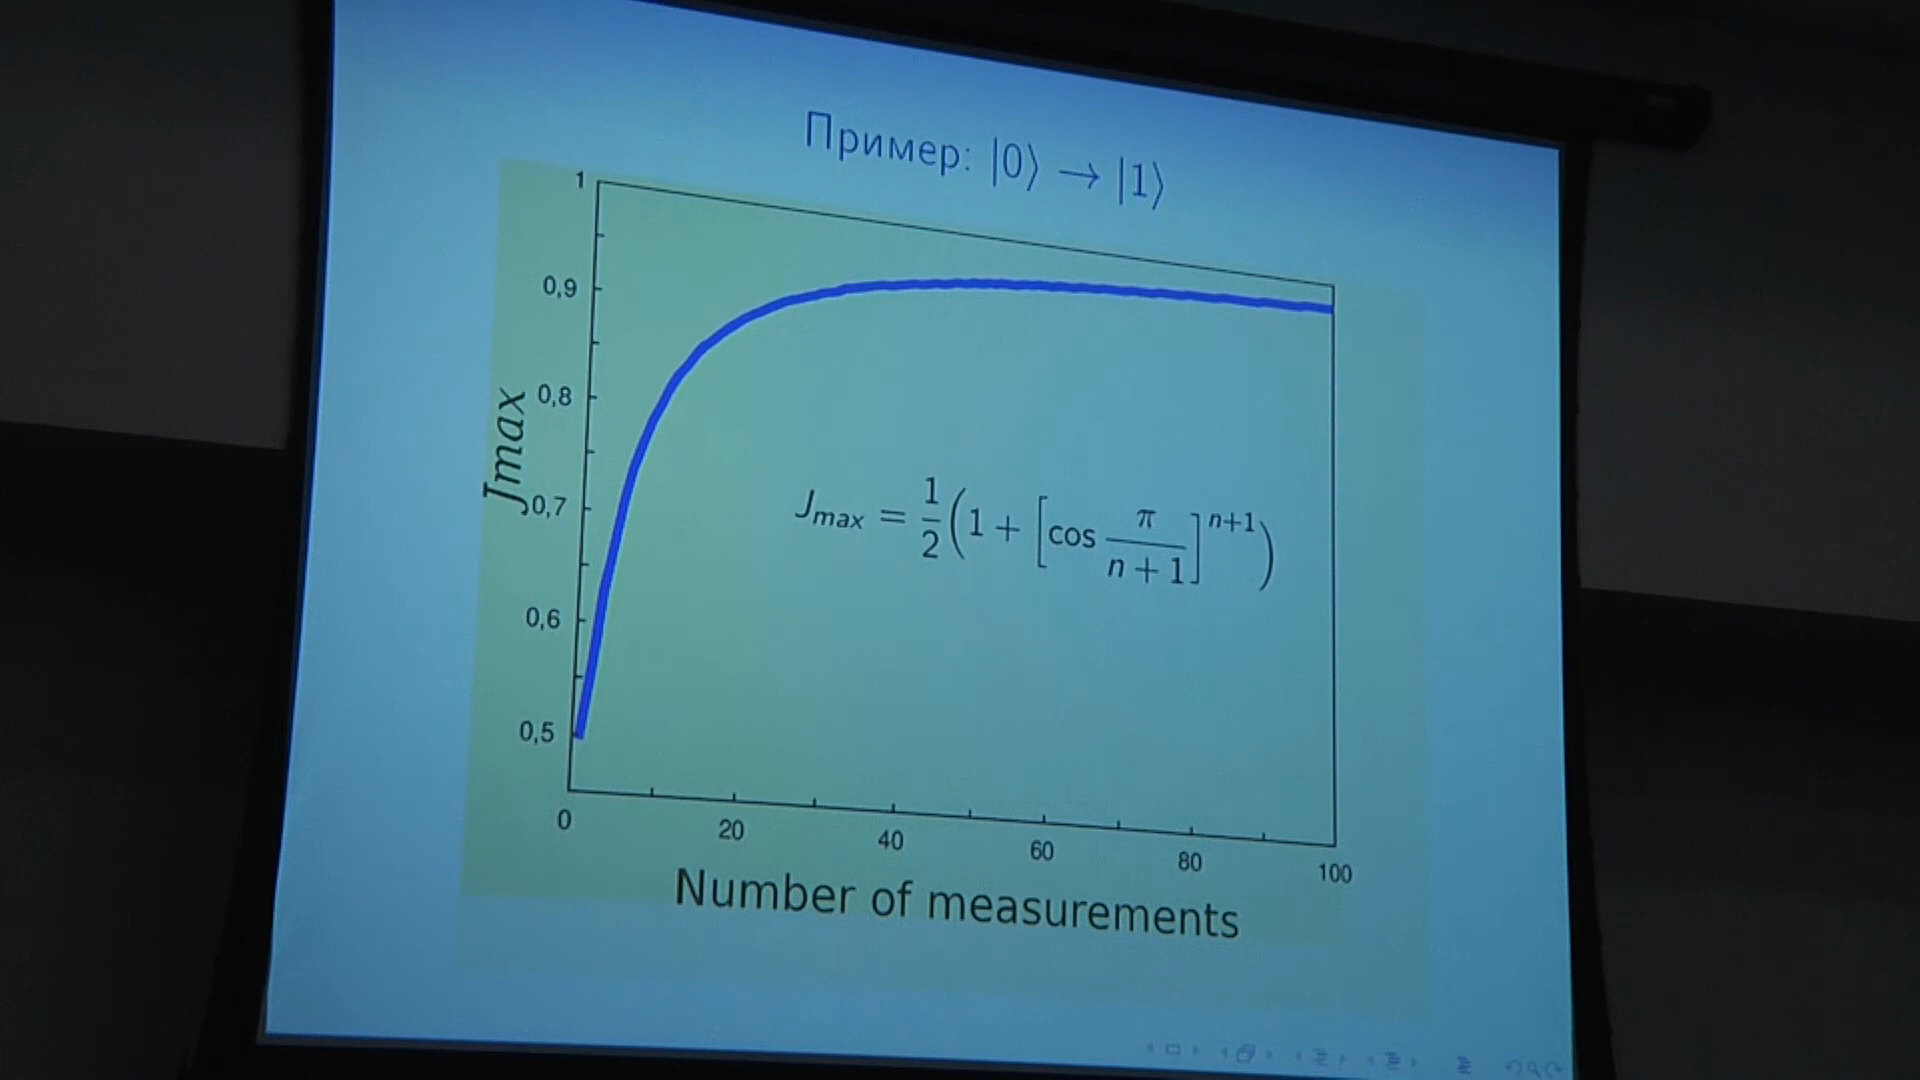 Пример: |0⟩ → |1⟩
1
0,9
0,8
0,7
0,6
0,5
Jmax
J_max = 1/2 (1 + [cos π/(n + 1)]^(n+1))
0 20 40 60 80 100
Number of measurements